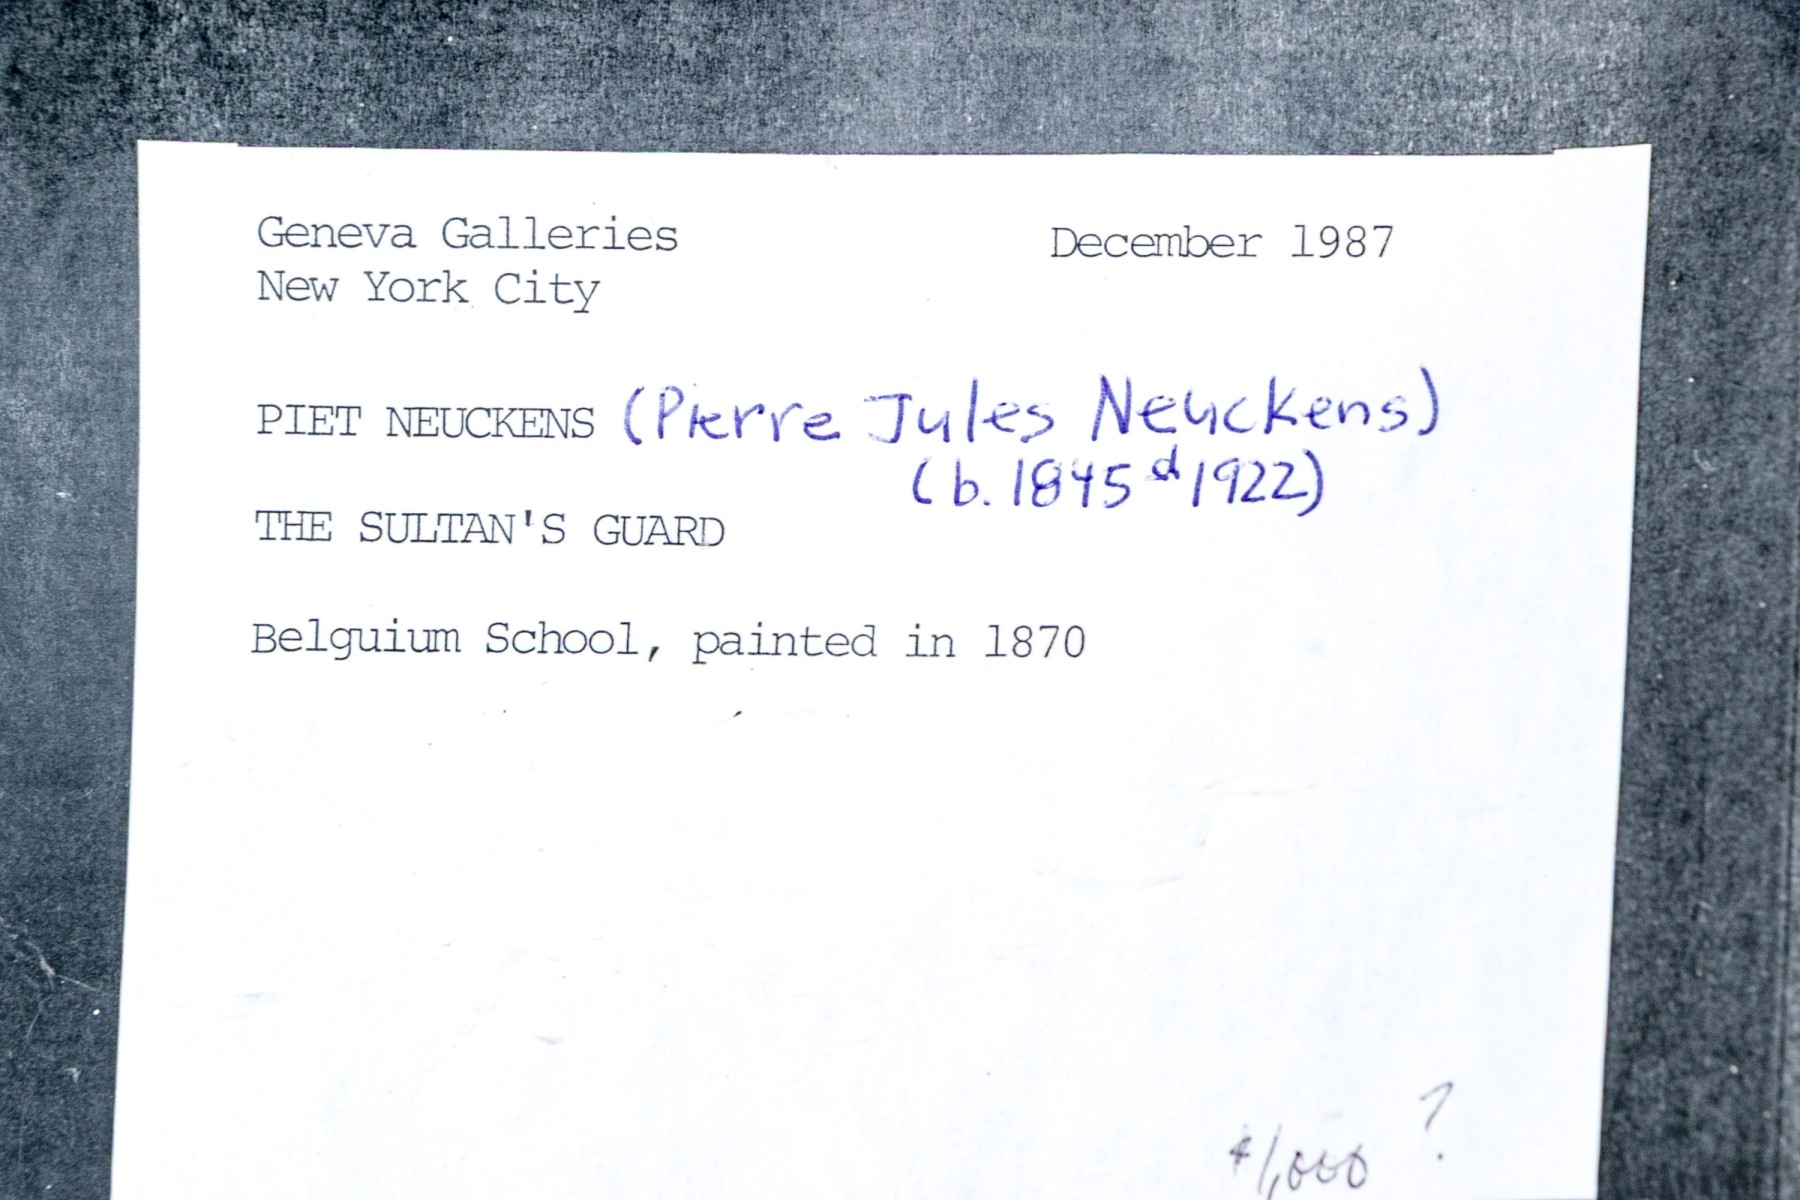 Geneva Galleries December 1987
New York City
PIET NEUCKENS (Pierre Jules Neuckens)
(b. 1845 d 1922)
THE SULTAN'S GUARD
Belguium School, painted in 1870
$1,000 ?